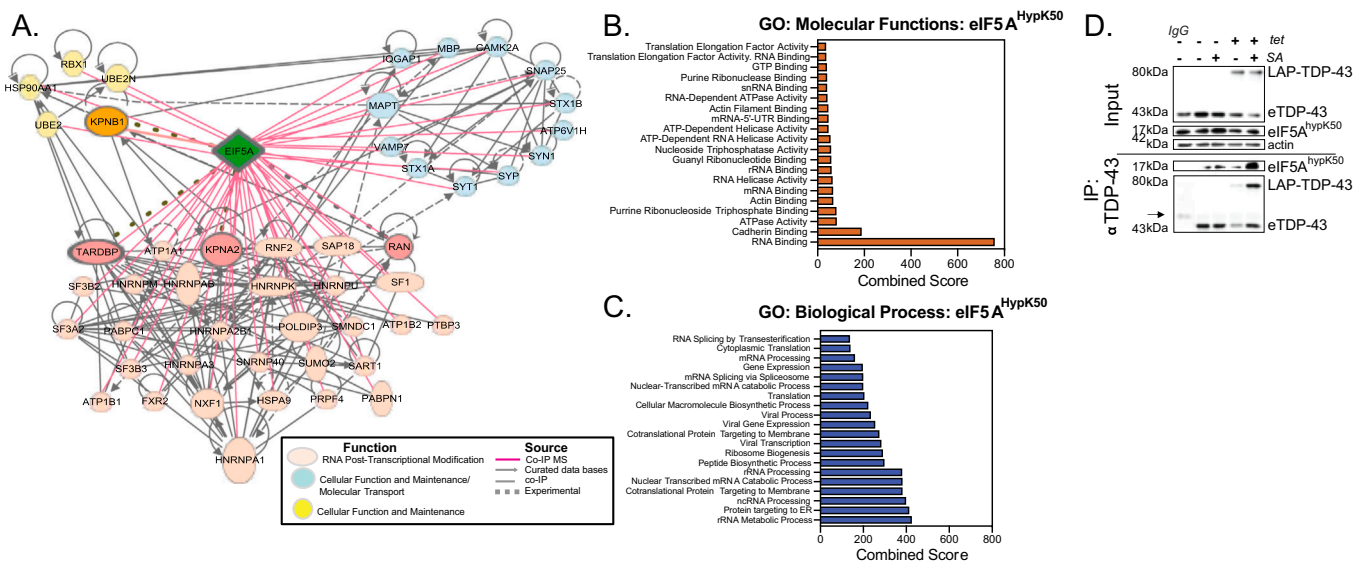 A.
RBX1
HSP90AA1
UBE2N
UBE2
KPNB1
EIF5A
IQGAP1
MBP
CAMK2A
SNAP25
MAPT
STX1B
ATP6V1H
VAMP7
SYN1
STX1A
SYP
SYT1
TARDBP
ATP1A1
KPNA2
RNF2
SAP18
RAN
SF3B2
HNRNPM
HNRNPAB
HNRNPK
HNRNPU
SF1
SF3A2
PABPC1
HNRNPA2B1
POLDIP3
SMNDC1
ATP1B2
PTBP3
SF3B3
HNRNPA3
SNRNP40
SUMO2
SART1
ATP1B1
FXR2
NXF1
HSPA9
PRPF4
PABPN1
HNRNPA1
Function
RNA Post-Transcriptional Modification
Cellular Function and Maintenance/
Molecular Transport
Cellular Function and Maintenance
Source
Co-IP MS
Curated data bases
co-IP
Experimental
B.
GO: Molecular Functions: eIF5A^HypK50
Translation Elongation Factor Activity
Translation Elongation Factor Activity. RNA Binding
GTP Binding
Purine Ribonuclease Binding
snRNA Binding
RNA-Dependent ATPase Activity
Actin Filament Binding
mRNA-5'-UTR Binding
ATP-Dependent Helicase Activity
ATP-Dependent RNA Helicase Activity
Nucleoside Triphosphatase Activity
Guanyl Ribonucleotide Binding
rRNA Binding
RNA Helicase Activity
mRNA Binding
Actin Binding
Purrine Ribonucleoside Triphosphate Binding
ATPase Activity
Cadherin Binding
RNA Binding
0 200 400 600 800
Combined Score
C.
GO: Biological Process: eIF5A^HypK50
RNA Splicing by Transesterification
Cytoplasmic Translation
mRNA Processing
Gene Expression
mRNA Splicing via Spliceosome
Nuclear-Transcribed mRNA catabolic Process
Translation
Cellular Macromolecule Biosynthetic Process
Viral Process
Viral Gene Expression
Cotranslational Protein Targeting to Membrane
Viral Transcription
Ribosome Biogenesis
Peptide Biosynthetic Process
rRNA Processing
Nuclear Transcribed mRNA Catabolic Process
Cotranslational Protein Targeting to Membrane
ncRNA Processing
Protein targeting to ER
rRNA Metabolic Process
0 200 400 600 800
Combined Score
D.
IgG
- - - + + tet
- - + - + SA
Input
80kDa LAP-TDP-43
43kDa eTDP-43
17kDa eIF5A^hypK50
42
kDa actin
IP:
α TDP-43
17kDa eIF5A^hypK50
80kDa LAP-TDP-43
43kDa eTDP-43